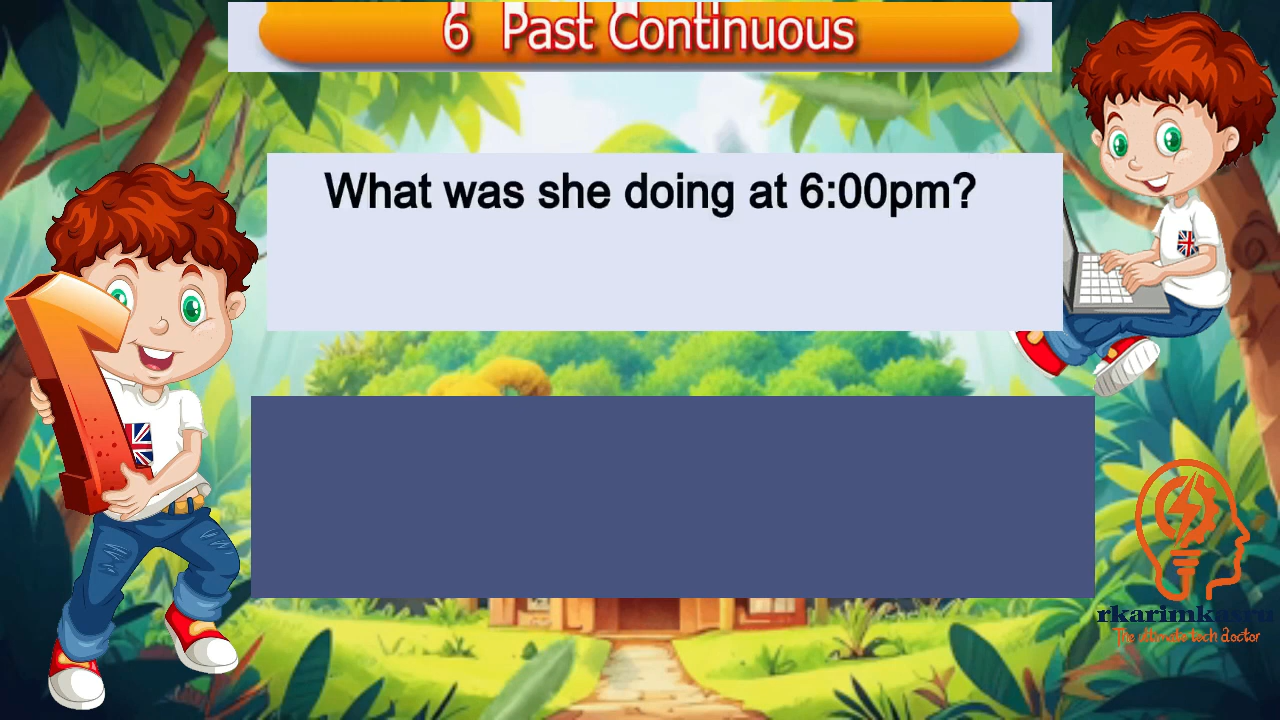 6 Past Continuous
What was she doing at 6:00pm?
The ultimate tech doctor